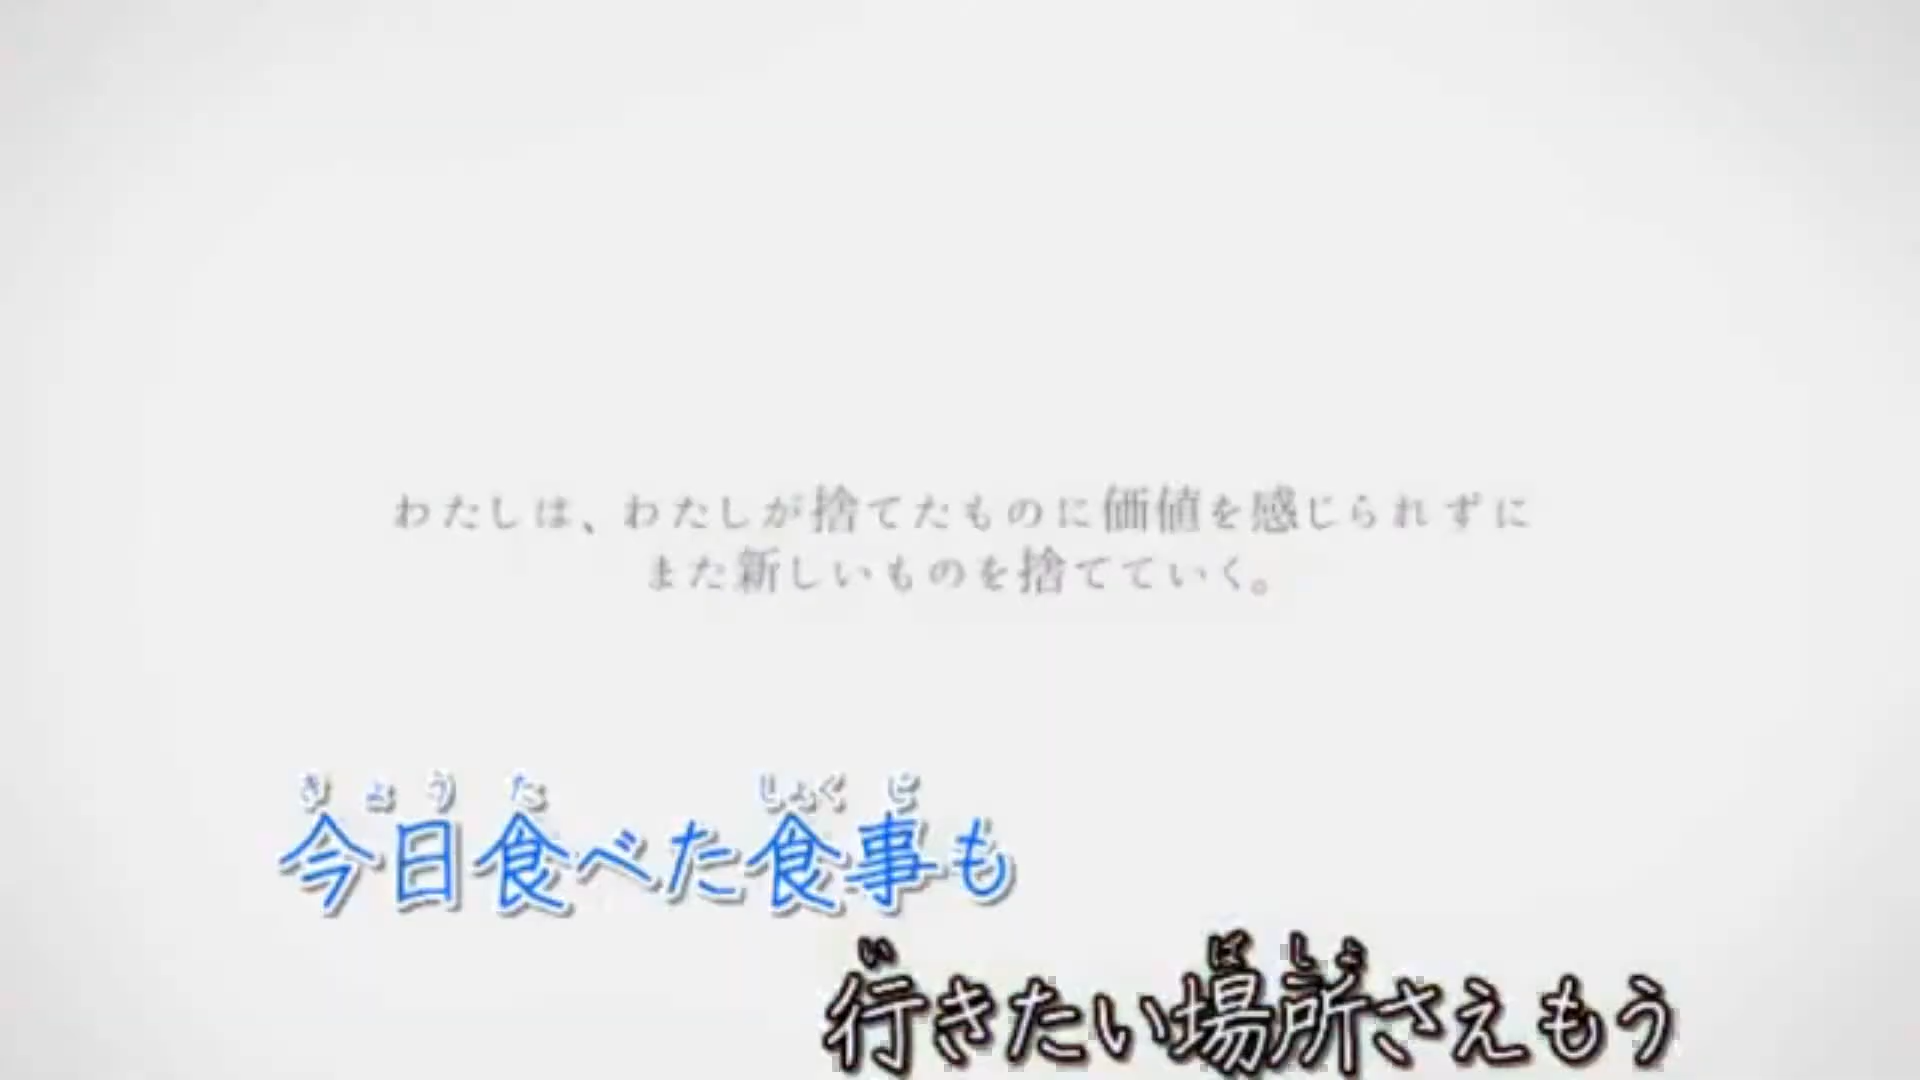 わたしは、わたしが捨てたものに価値を感じられずに
また新しいものを捨てていく。
きょう た しょくじ
今日食べた食事も
い ばしょ
行きたい場所さえもう